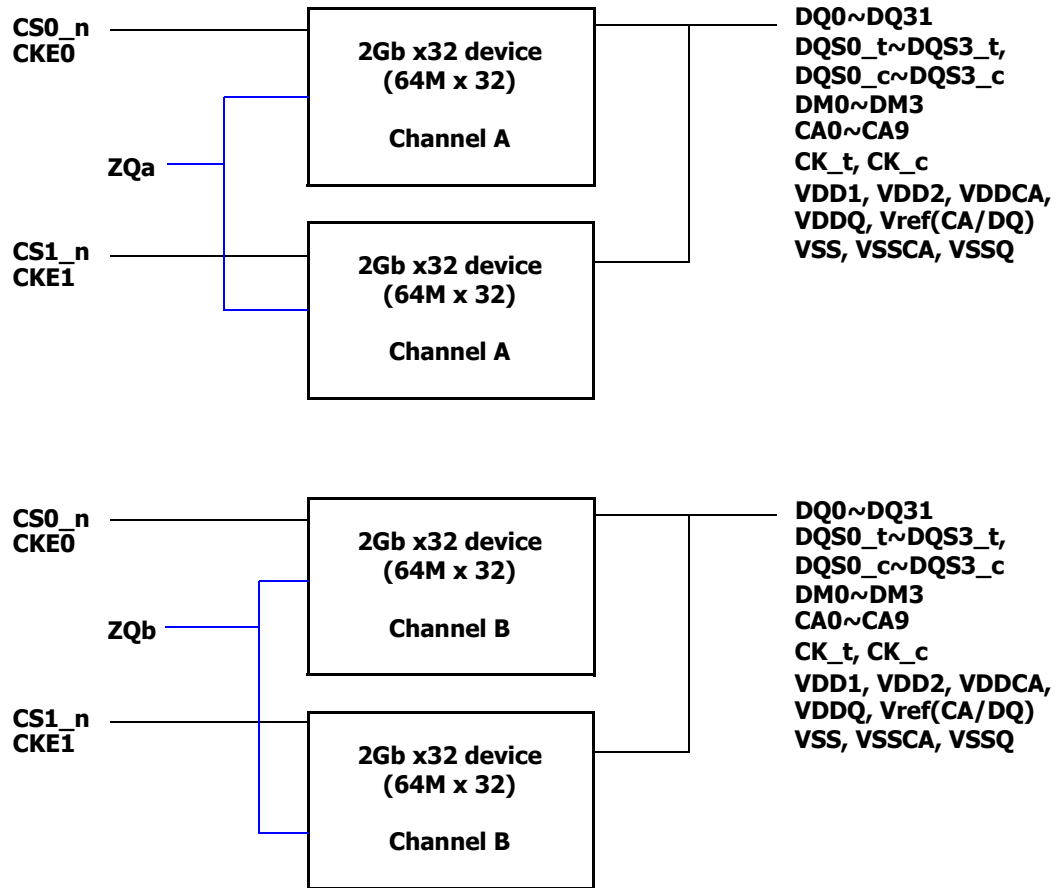 CS0_n
CKE0
2Gb x32 device
(64M x 32)
Channel A
ZQa
CS1_n
CKE1
2Gb x32 device
(64M x 32)
Channel A
DQ0~DQ31
DQS0_t~DQS3_t,
DQS0_c~DQS3_c
DM0~DM3
CA0~CA9
CK_t, CK_c
VDD1, VDD2, VDDCA,
VDDQ, Vref(CA/DQ)
VSS, VSSCA, VSSQ
CS0_n
CKE0
2Gb x32 device
(64M x 32)
Channel B
ZQb
CS1_n
CKE1
2Gb x32 device
(64M x 32)
Channel B
DQ0~DQ31
DQS0_t~DQS3_t,
DQS0_c~DQS3_c
DM0~DM3
CA0~CA9
CK_t, CK_c
VDD1, VDD2, VDDCA,
VDDQ, Vref(CA/DQ)
VSS, VSSCA, VSSQ